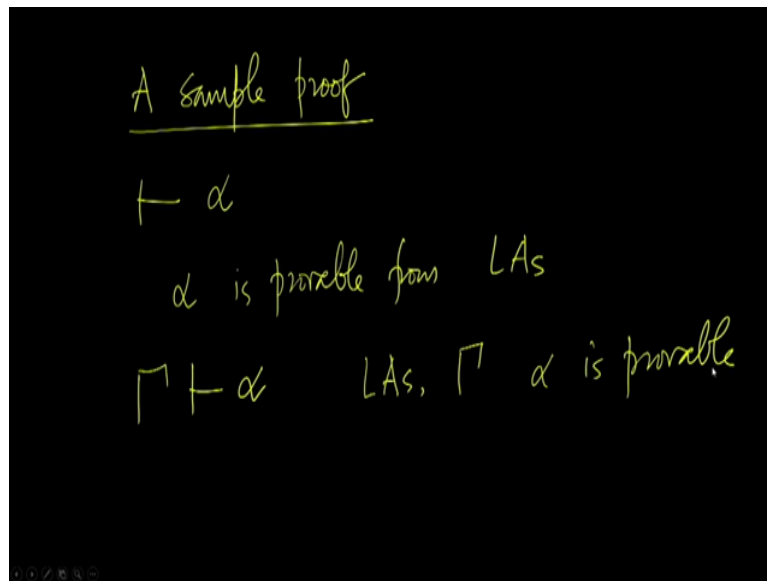 A sample proof
⊢ α
α is provable from LAs
Γ ⊢ α LAs, Γ α is provable